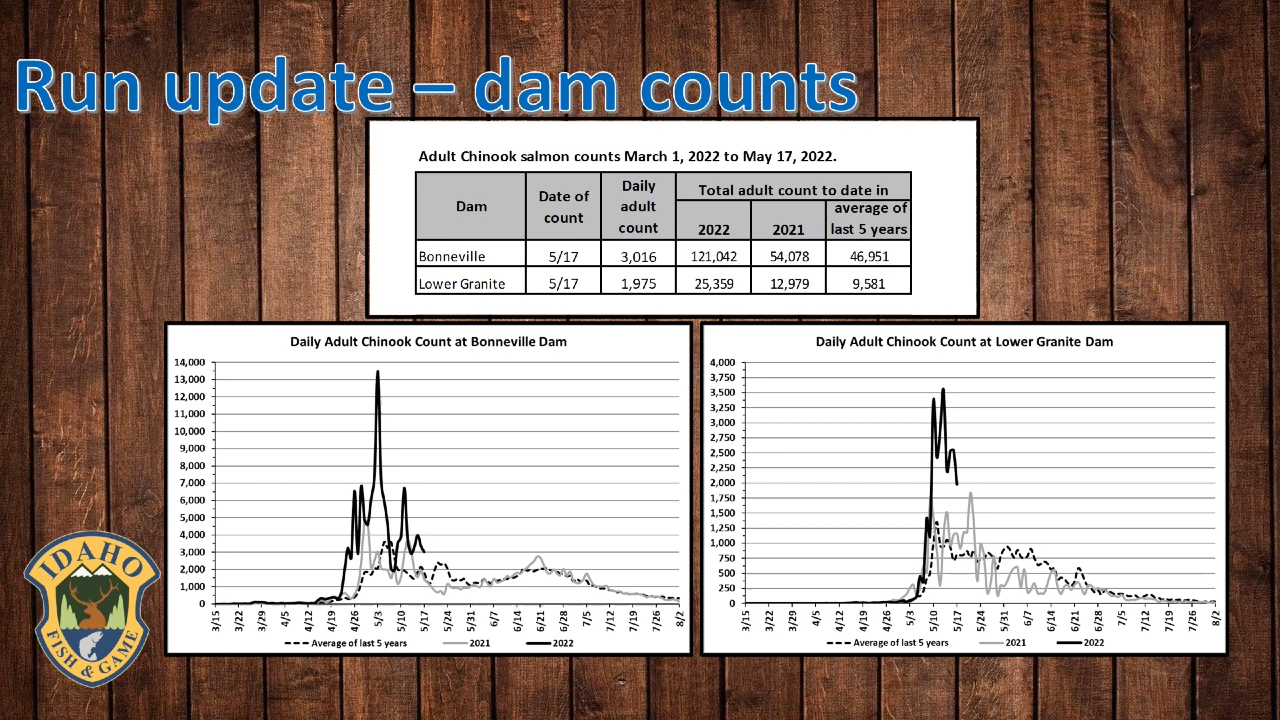 Run update – dam counts
Adult Chinook salmon counts March 1, 2022 to May 17, 2022.
Dam
Date of count
Daily adult count
Total adult count to date in
2022
2021
average of last 5 years
Bonneville 5/17 3,016 121,042 54,078 46,951
Lower Granite 5/17 1,975 25,359 12,979 9,581
Daily Adult Chinook Count at Bonneville Dam
14,000
13,000
12,000
11,000
10,000
9,000
8,000
7,000
6,000
5,000
4,000
3,000
2,000
1,000
0
3/15 3/22 3/29 4/5 4/12 4/19 4/26 5/3 5/10 5/17 5/24 5/31 6/7 6/14 6/21 6/28 7/5 7/12 7/19 7/26 8/2
Average of last 5 years 2021 2022
Daily Adult Chinook Count at Lower Granite Dam
4,000
3,750
3,500
3,250
3,000
2,750
2,500
2,250
2,000
1,750
1,500
1,250
1,000
750
500
250
0
3/15 3/22 3/29 4/5 4/12 4/19 4/26 5/3 5/10 5/17 5/24 5/31 6/7 6/14 6/21 6/28 7/5 7/12 7/19 7/26 8/2
Average of last 5 years 2021 2022
IDAHO
FISH & GAME